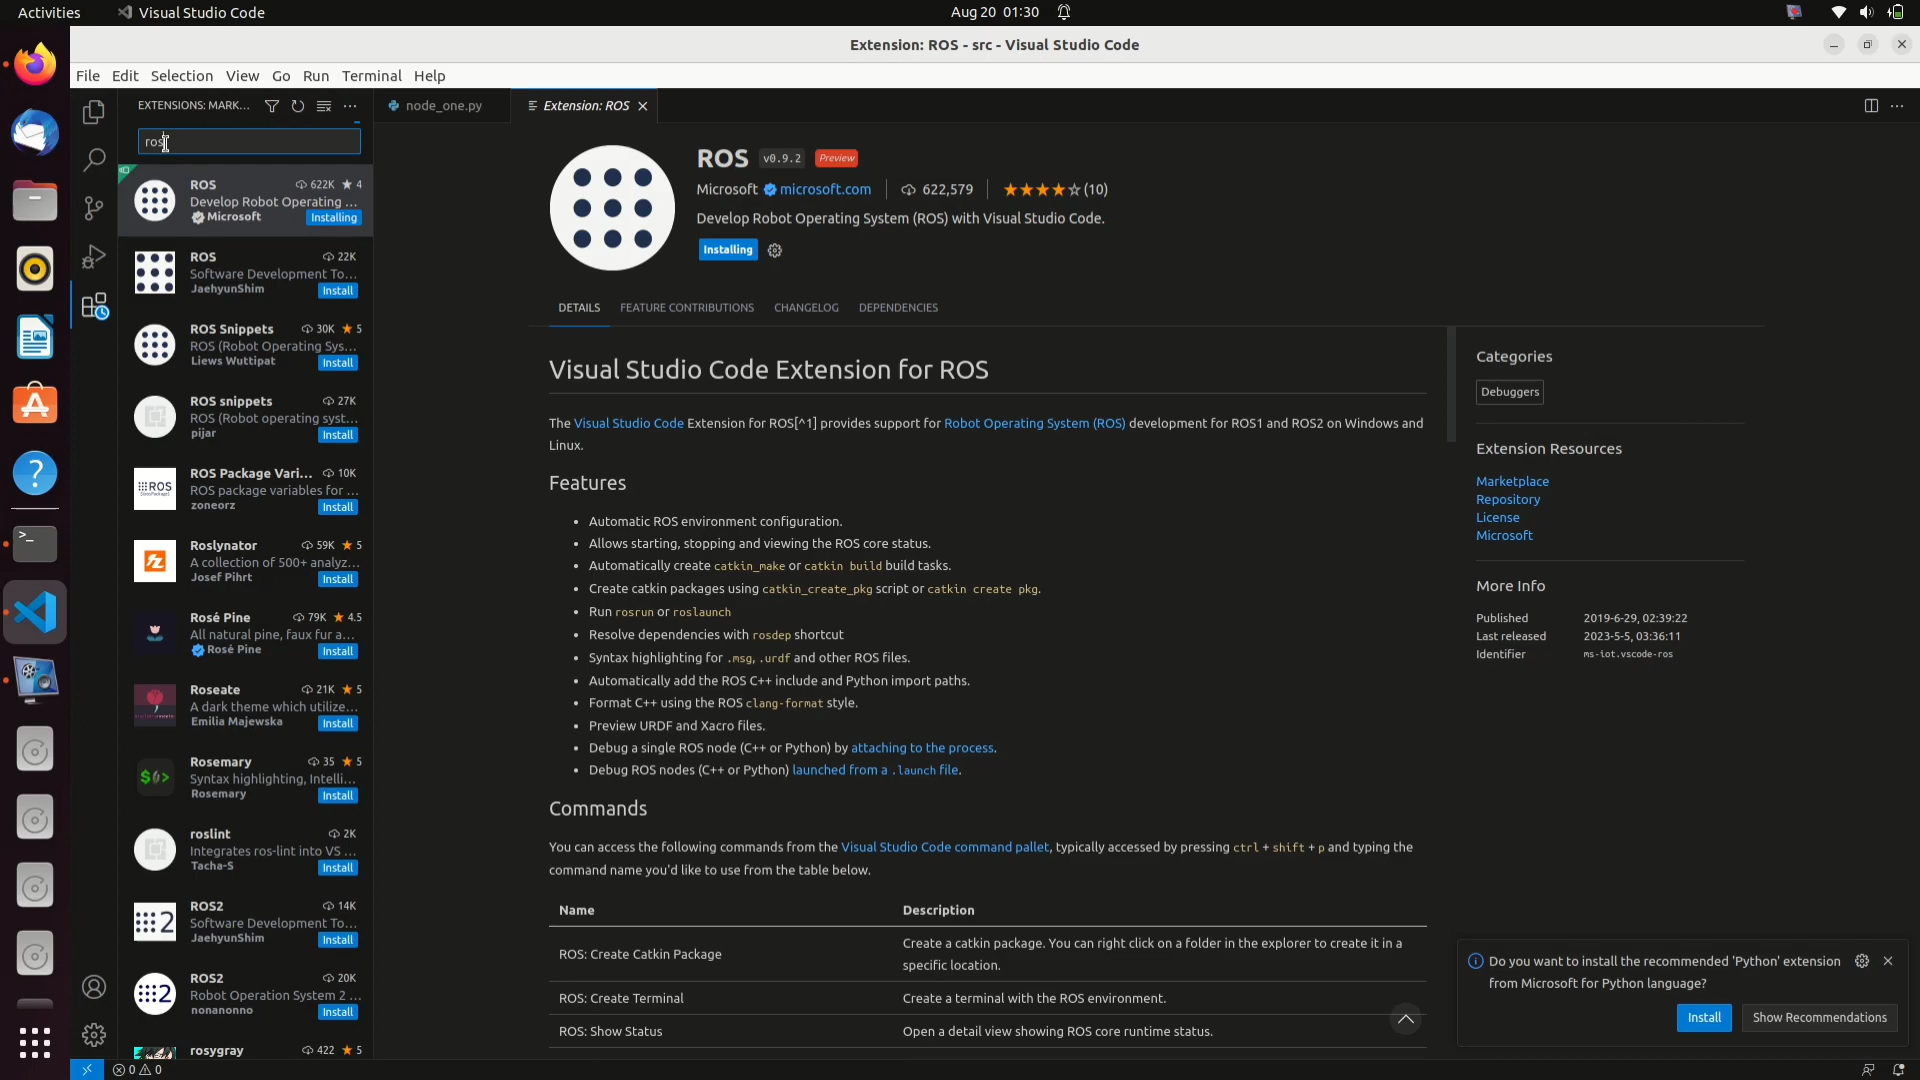 Activities
Visual Studio Code
Aug 20 01:30
Extension: ROS - src - Visual Studio Code
File Edit Selection View Go Run Terminal Help
EXTENSIONS: MARK...
node_one.py
Extension: ROS
ros
ROS 622K 4
Develop Robot Operating ...
Microsoft
Installing
ROS 22K
Software Development To...
JaehyunShim
Install
ROS Snippets 30K 5
ROS (Robot Operating Sys...
Liews Wuttipat
Install
ROS snippets 27K
ROS (Robot operating syst...
pijar
Install
ROS Package Vari... 10K
ROS package variables for ...
zoneorz
Install
Roslynator 59K 5
A collection of 500+ analyz...
Josef Pihrt
Install
Rosé Pine 79K 4.5
All natural pine, faux fur a...
Rosé Pine
Install
Roseate 21K 5
A dark theme which utilize...
Emilia Majewska
Install
Rosemary 35 5
Syntax highlighting, Intelli...
Rosemary
Install
roslint 2K
Integrates ros-lint into VS ...
Tacha-S
Install
ROS2 14K
Software Development To...
JaehyunShim
Install
ROS2 20K
Robot Operation System 2 ...
nonanonno
Install
rosygray 422 5
ROS v0.9.2 Preview
Microsoft microsoft.com 622,579 (10)
Develop Robot Operating System (ROS) with Visual Studio Code.
Installing
DETAILS FEATURE CONTRIBUTIONS CHANGELOG DEPENDENCIES
Visual Studio Code Extension for ROS
The Visual Studio Code Extension for ROS[^1] provides support for Robot Operating System (ROS) development for ROS1 and ROS2 on Windows and
Linux.
Features
• Automatic ROS environment configuration.
• Allows starting, stopping and viewing the ROS core status.
• Automatically create catkin_make or catkin build build tasks.
• Create catkin packages using catkin_create_pkg script or catkin create pkg.
• Run rosrun or roslaunch
• Resolve dependencies with rosdep shortcut
• Syntax highlighting for .msg, .urdf and other ROS files.
• Automatically add the ROS C++ include and Python import paths.
• Format C++ using the ROS clang-format style.
• Preview URDF and Xacro files.
• Debug a single ROS node (C++ or Python) by attaching to the process.
• Debug ROS nodes (C++ or Python) launched from a .launch file.
Commands
You can access the following commands from the Visual Studio Code command pallet, typically accessed by pressing ctrl + shift + p and typing the
command name you'd like to use from the table below.
Name Description
ROS: Create Catkin Package
Create a catkin package. You can right click on a folder in the explorer to create it in a
specific location.
ROS: Create Terminal Create a terminal with the ROS environment.
ROS: Show Status Open a detail view showing ROS core runtime status.
Categories
Debuggers
Extension Resources
Marketplace
Repository
License
Microsoft
More Info
Published 2019-6-29, 02:39:22
Last released 2023-5-5, 03:36:11
Identifier ms-iot.vscode-ros
Do you want to install the recommended 'Python' extension
from Microsoft for Python language?
Install Show Recommendations
0 0